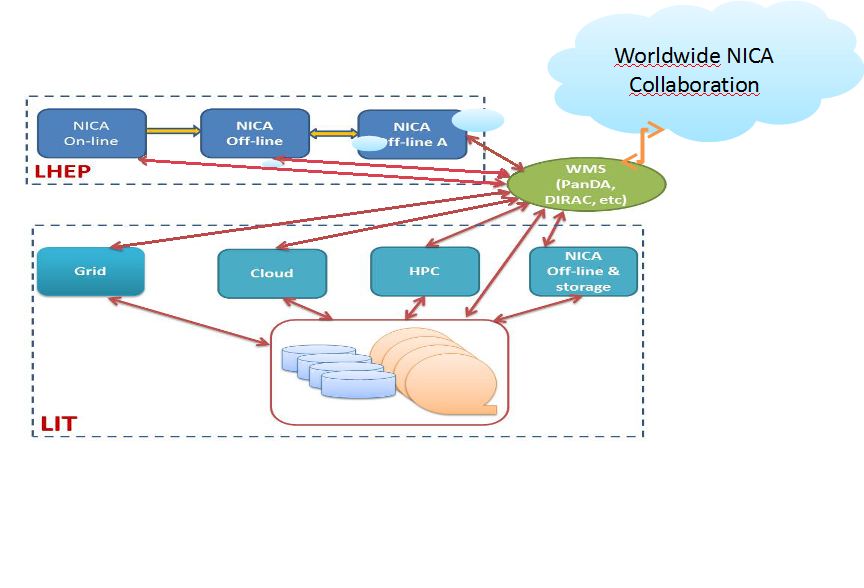 Worldwide NICA
Collaboration
NICA
On-line
NICA
Off-line
NICA
ff-line A
LHEP
WMS
(PanDA,
DIRAC, etc)
Grid
Cloud
HPC
NICA
Off-line &
storage
LIT